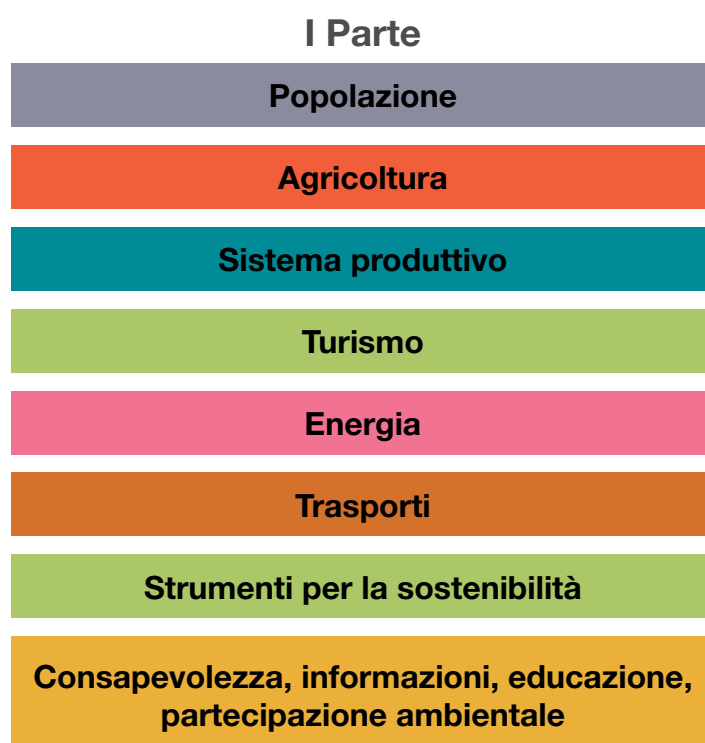 I Parte
Popolazione
Agricoltura
Sistema produttivo
Turismo
Energia
Trasporti
Strumenti per la sostenibilità
Consapevolezza, informazioni, educazione,
partecipazione ambientale